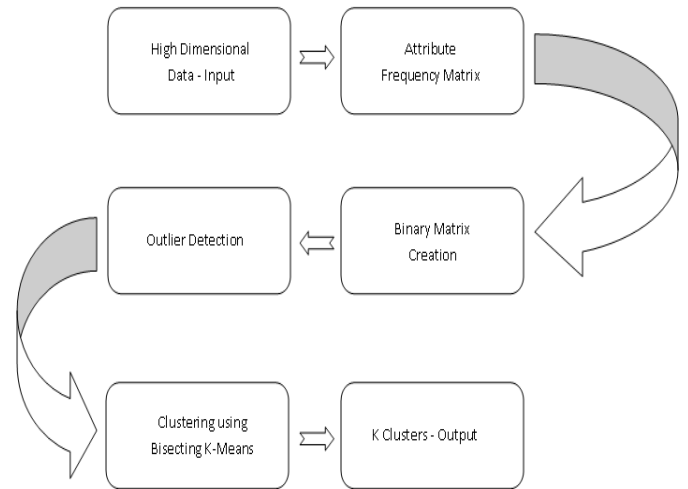 High Dimensional
Data - Input
Attribute
Frequency Matrix
Binary Matrix
Creation
Outlier Detection
Clustering using
Bisecting K-Means
K Clusters - Output